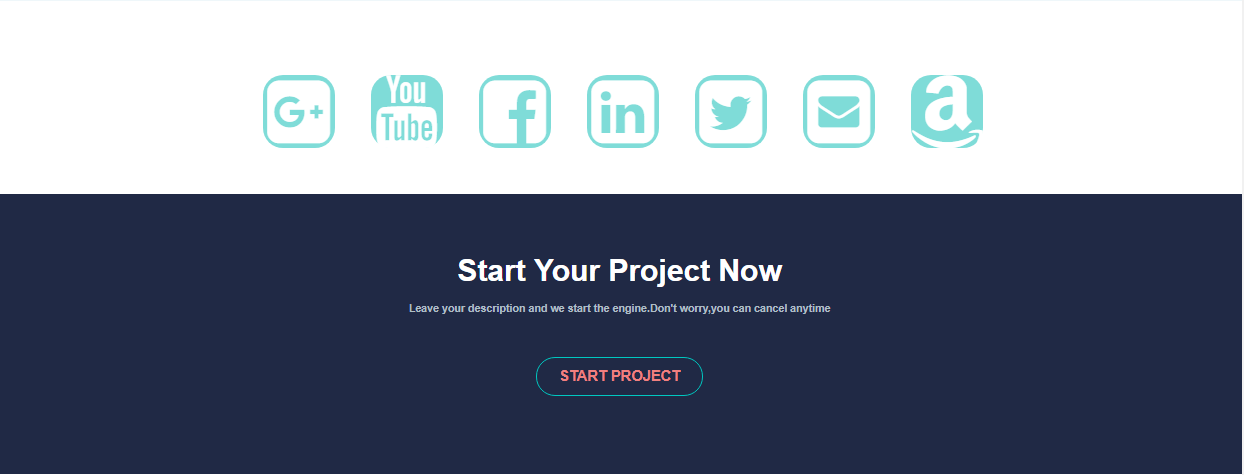 G+ You Tube f in a
Start Your Project Now
Leave your description and we start the engine.Don't worry,you can cancel anytime
START PROJECT